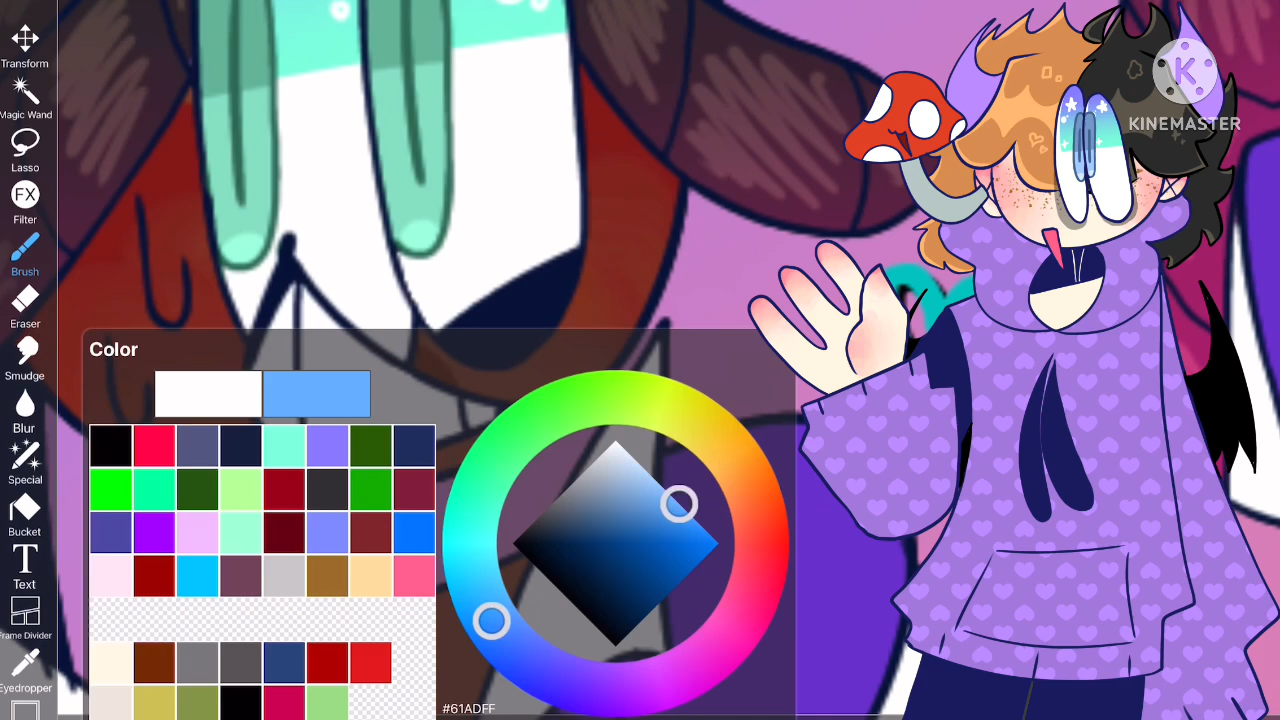 Transform
Magic Wand
Lasso
FX
Filter
Brush
Eraser
Smudge
Blur
Special
Bucket
T
Text
Frame Divider
Eyedropper
Color
#61ADFF
K
KINEMASTER